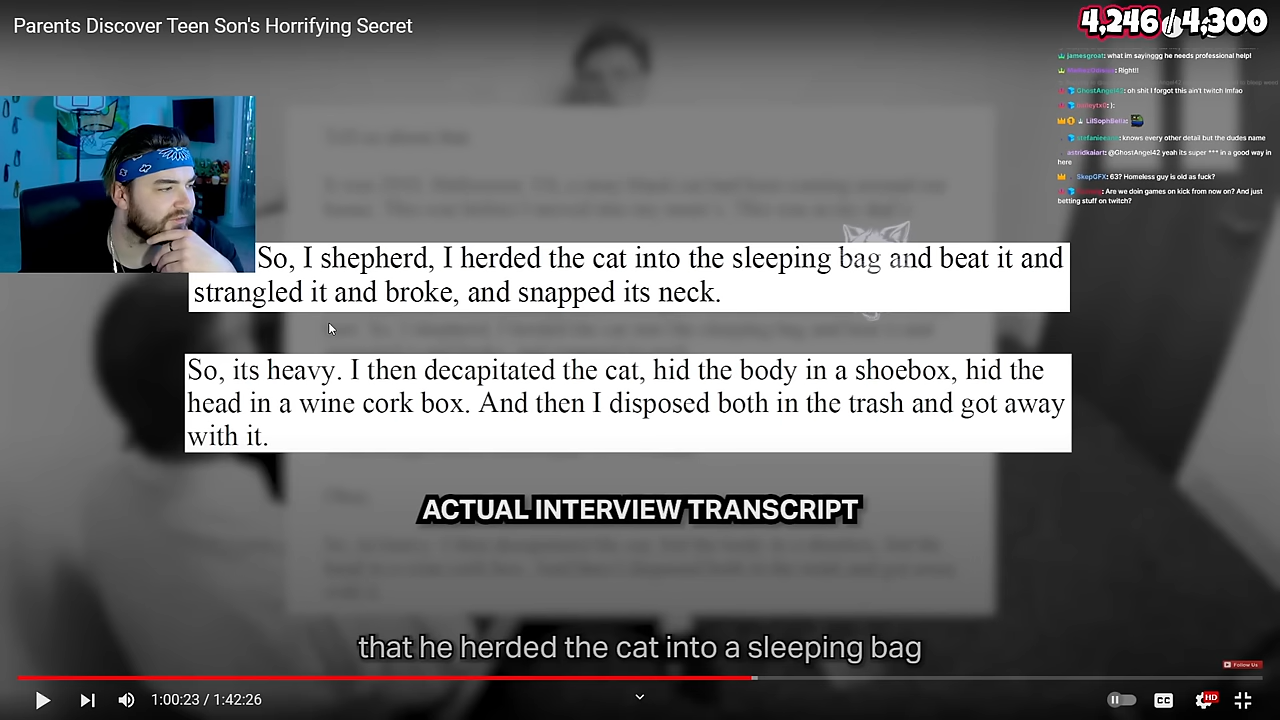 Parents Discover Teen Son's Horrifying Secret
4,246/4,300
jamesgroat: what im sayinggg he needs professional help!
: Right!!
GhostAngel42: oh shit I forgot this ain't twitch lmfao
: ):
LilSophBella:
: knows every other detail but the dudes name
astridkaiart: @GhostAngel42 yeah its super *** in a good way in
here
SkepGFX: 63? Homeless guy is old as fuck?
: Are we doin games on kick from now on? And just
betting stuff on twitch?
So, I shepherd, I herded the cat into the sleeping bag and beat it and
strangled it and broke, and snapped its neck.
So, its heavy. I then decapitated the cat, hid the body in a shoebox, hid the
head in a wine cork box. And then I disposed both in the trash and got away
with it.
ACTUAL INTERVIEW TRANSCRIPT
that he herded the cat into a sleeping bag
Follow Us
1:00:23 / 1:42:26
CC
HD